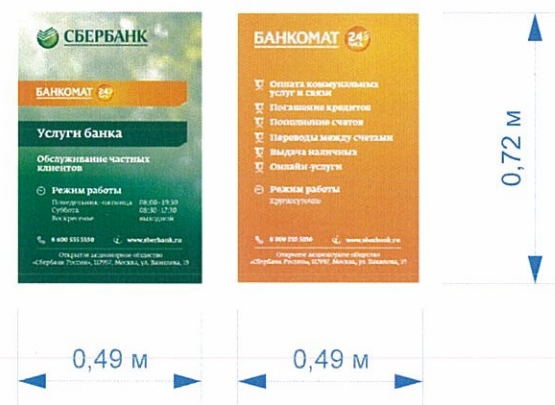 СБЕРБАНК
БАНКОМАТ 24 часа
Услуги банка
Обслуживание частных
клиентов
Режим работы
Понедельник-пятница 08:00-19:30
Суббота 08:30-17:30
Воскресенье выходной
8 800 555 5550 www.sberbank.ru
Открытое акционерное общество
«Сбербанк России», 117997, Москва, ул. Вавилова, 19
БАНКОМАТ 24 часа
Оплата коммунальных
услуг и связи
Погашение кредитов
Пополнение счетов
Переводы между счетами
Выдача наличных
Онлайн-услуги
Режим работы
Круглосуточно
8 800 555 5550 www.sberbank.ru
Открытое акционерное общество
«Сбербанк России», 117997, Москва, ул. Вавилова, 19
0,72 м
0,49 м
0,49 м